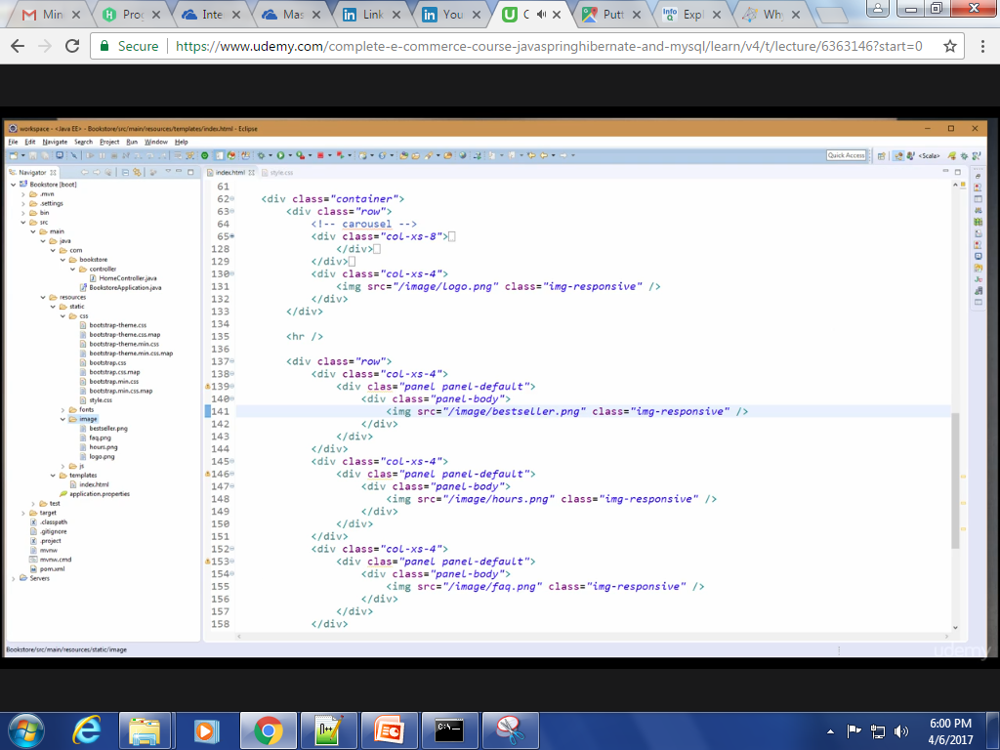 Min
Pro
Inte
Mas
Link
You
C
Putt
Expl
Why
Secure
https://www.udemy.com/complete-e-commerce-course-javaspringhibernate-and-mysql/learn/v4/t/lecture/6363146?start=0
workspace - <Java EE> - Bookstore/src/main/resources/templates/index.html - Eclipse
File Edit Navigate Search Project Run Window Help
Quick Access
<Scala>
Navigator
index.html
style.css
Bookstore [boot]
.mvn
.settings
bin
src
main
java
com
bookstore
controller
HomeController.java
BookstoreApplication.java
resources
static
css
bootstrap-theme.css
bootstrap-theme.css.map
bootstrap-theme.min.css
bootstrap-theme.min.css.map
bootstrap.css
bootstrap.css.map
bootstrap.min.css
bootstrap.min.css.map
style.css
fonts
image
bestseller.png
faq.png
hours.png
logo.png
js
templates
index.html
application.properties
test
target
.classpath
.gitignore
.project
mvnw
mvnw.cmd
pom.xml
Servers
61
62 <div class="container">
63 <div class="row">
64 <!-- carousel -->
65 <div class="col-xs-8">
128 </div>
129 </div>
130 <div class="col-xs-4">
131 <img src="/image/logo.png" class="img-responsive" />
132 </div>
133 </div>
134
135 <hr />
136
137 <div class="row">
138 <div class="col-xs-4">
139 <div clas="panel panel-default">
140 <div class="panel-body">
141 <img src="/image/bestseller.png" class="img-responsive" />
142 </div>
143 </div>
144 </div>
145 <div class="col-xs-4">
146 <div clas="panel panel-default">
147 <div class="panel-body">
148 <img src="/image/hours.png" class="img-responsive" />
149 </div>
150 </div>
151 </div>
152 <div class="col-xs-4">
153 <div clas="panel panel-default">
154 <div class="panel-body">
155 <img src="/image/faq.png" class="img-responsive" />
156 </div>
157 </div>
158 </div>
Bookstore/src/main/resources/static/image
udemy
6:00 PM
4/6/2017